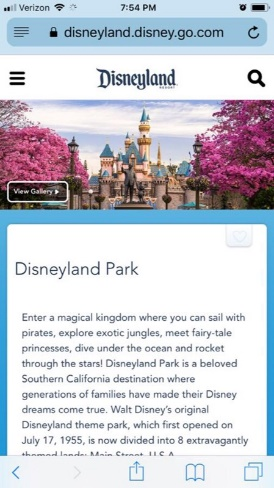 Verizon 7:54 PM
disneyland.disney.go.com
Disneyland
RESORT
View Gallery
Disneyland Park
Enter a magical kingdom where you can sail with
pirates, explore exotic jungles, meet fairy-tale
princesses, dive under the ocean and rocket
through the stars! Disneyland Park is a beloved
Southern California destination where
generations of families have made their Disney
dreams come true. Walt Disney's original
Disneyland theme park, which first opened on
July 17, 1955, is now divided into 8 extravagantly
themed lands: Main Street, U.S.A.